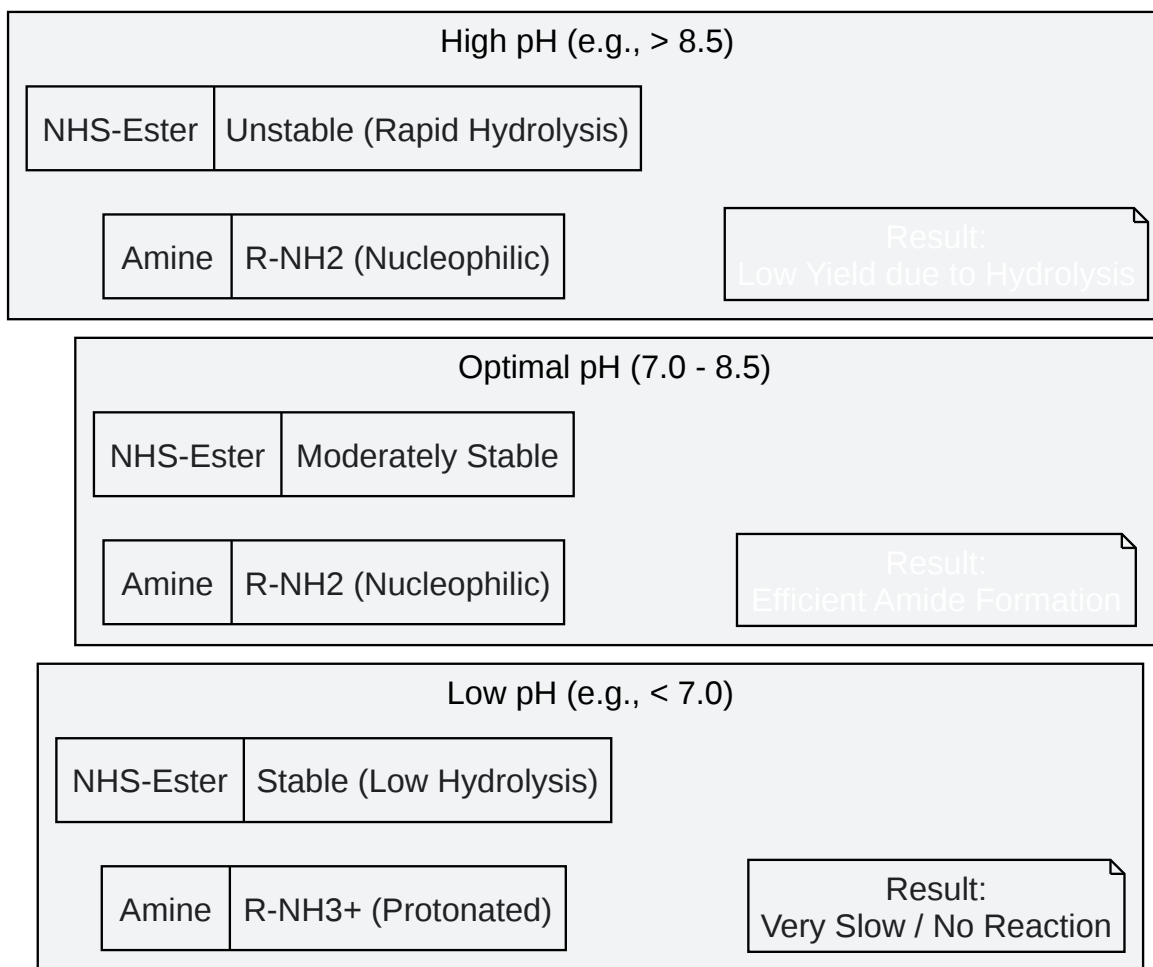 High pH (e.g., > 8.5)
NHS-Ester
Unstable (Rapid Hydrolysis)
Amine
R-NH2 (Nucleophilic)
Result:
Low Yield due to Hydrolysis
Optimal pH (7.0 - 8.5)
NHS-Ester
Moderately Stable
Amine
R-NH2 (Nucleophilic)
Result:
Efficient Amide Formation
Low pH (e.g., < 7.0)
NHS-Ester
Stable (Low Hydrolysis)
Amine
R-NH3+ (Protonated)
Result:
Very Slow / No Reaction